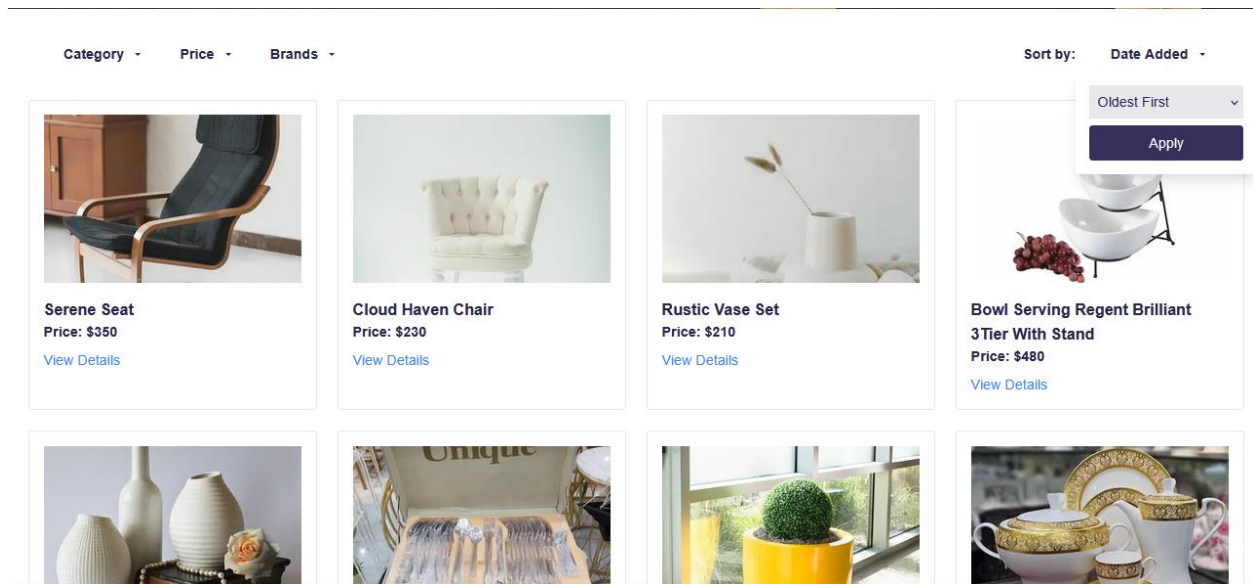 Category
Price
Brands
Sort by:
Date Added
Oldest First
Apply
Serene Seat
Price: $350
View Details
Cloud Haven Chair
Price: $230
View Details
Rustic Vase Set
Price: $210
View Details
Bowl Serving Regent Brilliant
3Tier With Stand
Price: $480
View Details
Unique